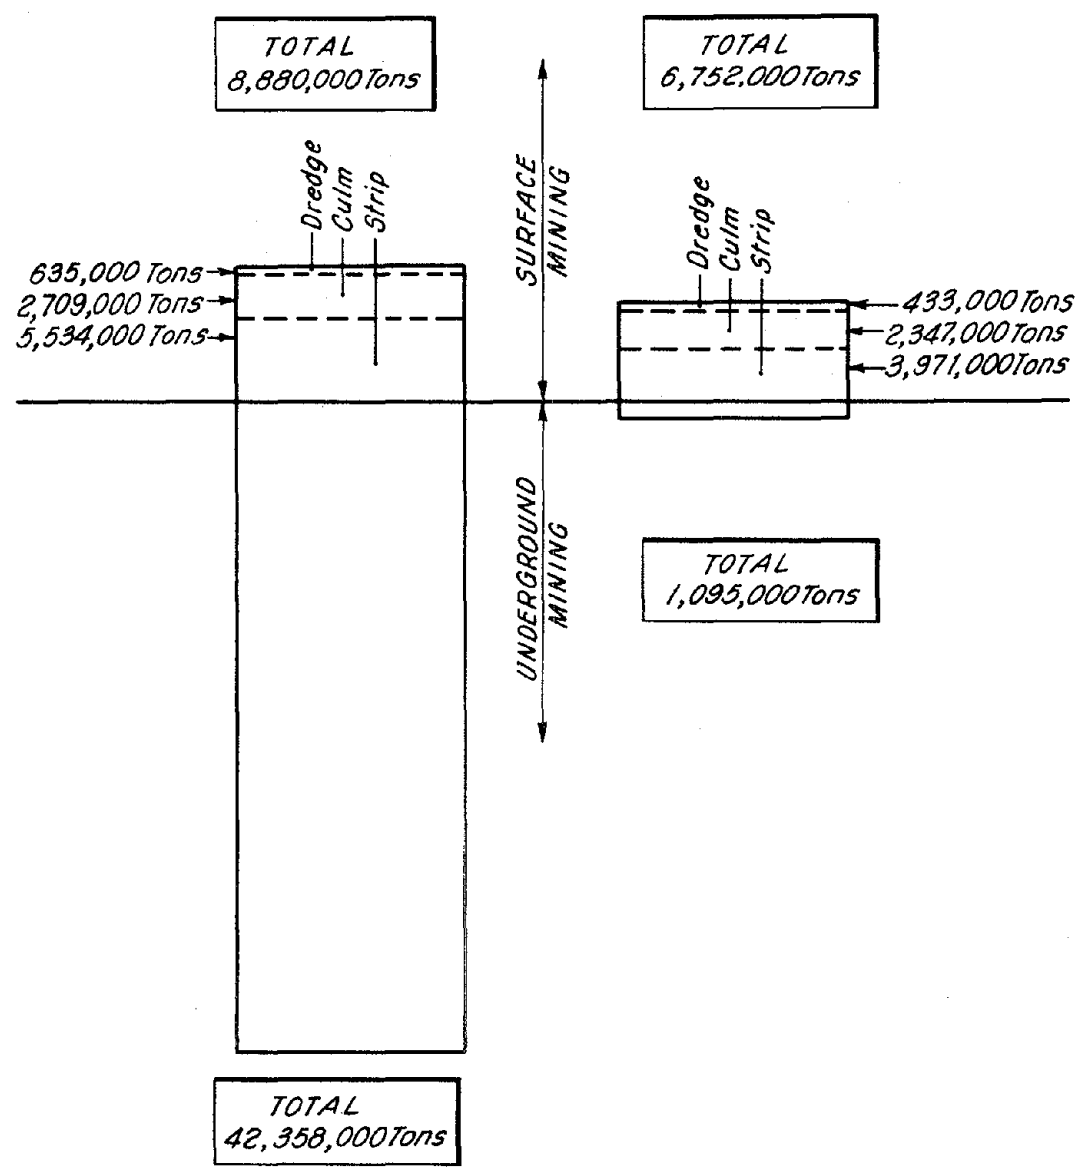 TOTAL
8,880,000 Tons
TOTAL
6,752,000 Tons
Dredge
Culm
Strip
SURFACE
MINING
Dredge
Culm
Strip
635,000 Tons
2,709,000 Tons
5,534,000 Tons
433,000 Tons
2,347,000 Tons
3,971,000 Tons
UNDERGROUND
MINING
TOTAL
1,095,000 Tons
TOTAL
42,358,000 Tons